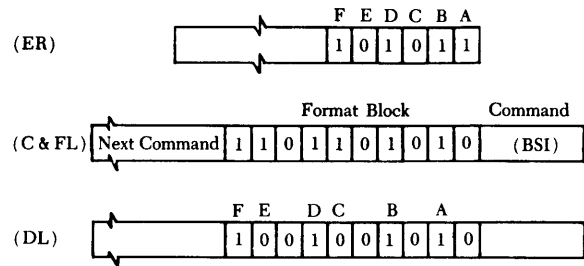 F E D C B A
(ER) 1 0 1 0 1 1
Format Block Command
(C & FL) Next Command 1 1 0 1 1 0 1 0 1 0 (BSI)
F E D C B A
(DL) 1 0 0 1 0 0 1 0 1 0